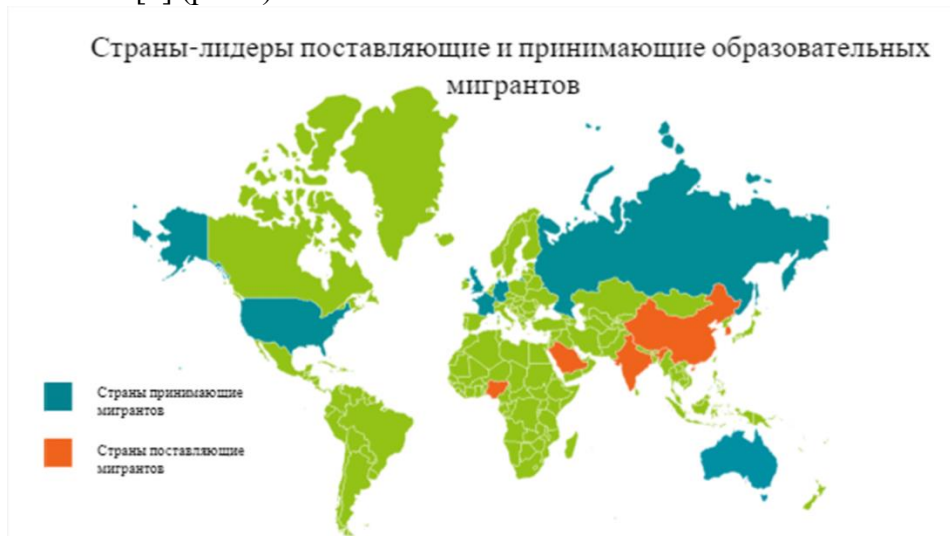 Страны-лидеры поставляющие и принимающие образовательных
мигрантов
Страны принимающие
мигрантов
Страны поставляющие
мигрантов